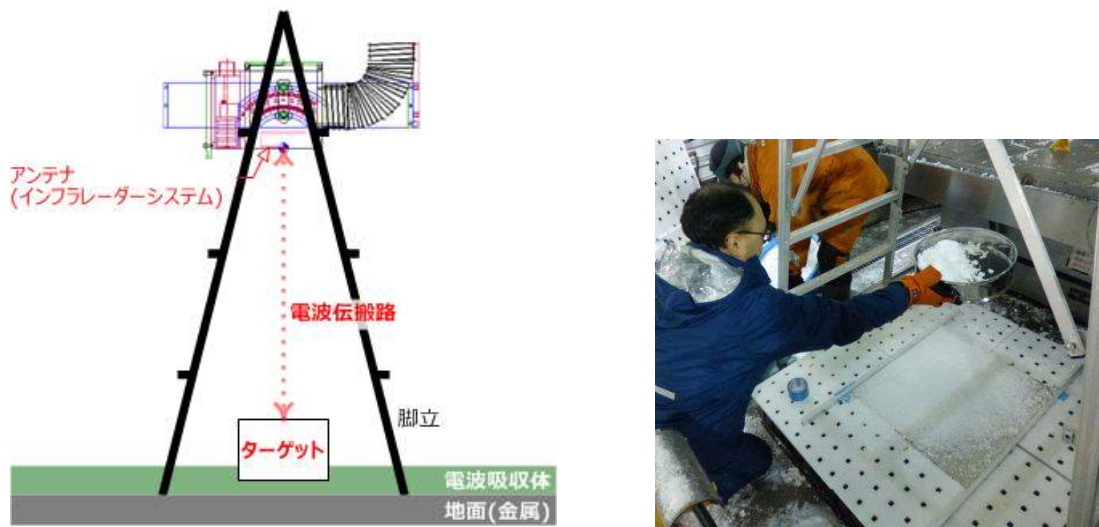 アンテナ
(インフラレーダーシステム)
電波伝搬路
脚立
ターゲット
電波吸収体
地面(金属)